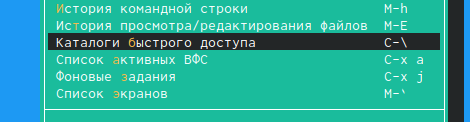 История командной строки M-h
История просмотра/редактирования файлов M-E
Каталоги быстрого доступа C-\
Список активных ВФС C-x a
Фоновые задания C-x j
Список экранов M-`